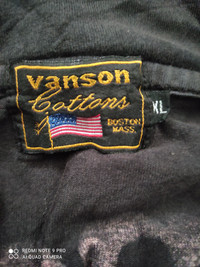 vanson
Cottons
BOSTON
MASS.
XL
REDMI NOTE 9 PRO
AI QUAD CAMERA